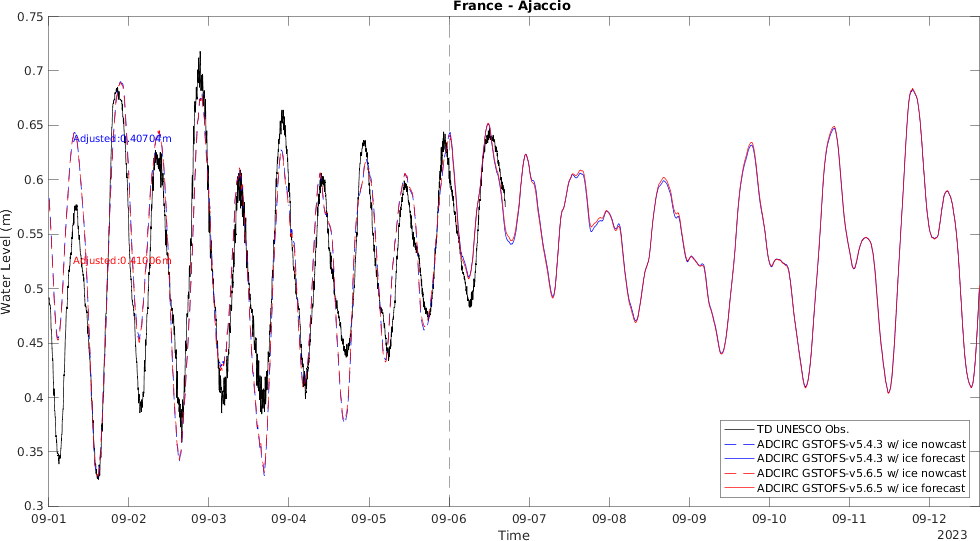 France - Ajaccio
0.75
0.7
0.65
0.6
0.55
0.5
0.45
0.4
0.35
0.3
Water Level (m)
Adjusted:0.40704m
Adjusted:0.41006m
TD UNESCO Obs.
ADCIRC GSTOFS-v5.4.3 w/ ice nowcast
ADCIRC GSTOFS-v5.4.3 w/ ice forecast
ADCIRC GSTOFS-v5.6.5 w/ ice nowcast
ADCIRC GSTOFS-v5.6.5 w/ ice forecast
09-01 09-02 09-03 09-04 09-05 09-06 09-07 09-08 09-09 09-10 09-11 09-12
Time
2023